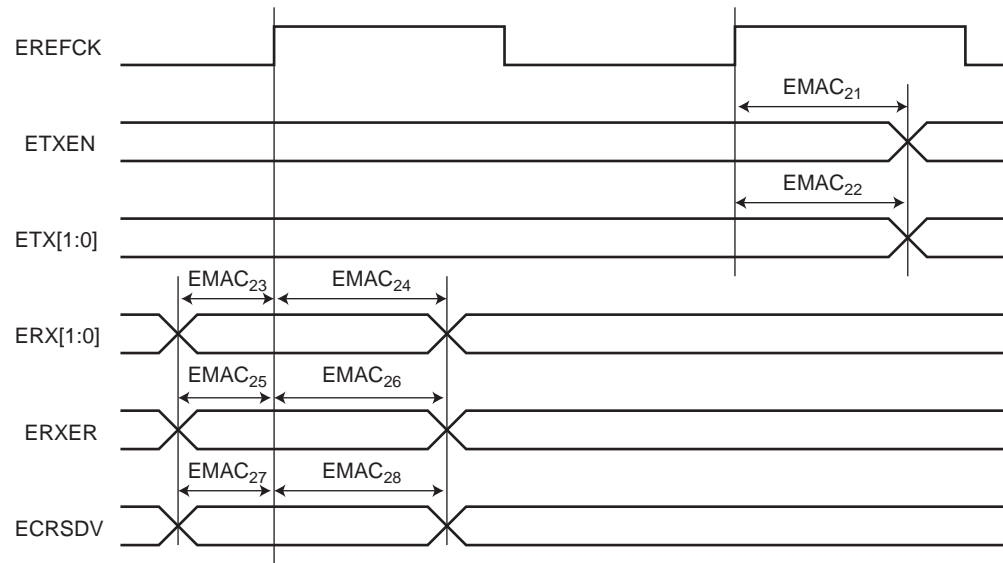 EREFCK
EMAC21
ETXEN
EMAC22
ETX[1:0]
EMAC23 EMAC24
ERX[1:0]
EMAC25 EMAC26
ERXER
EMAC27 EMAC28
ECRSDV